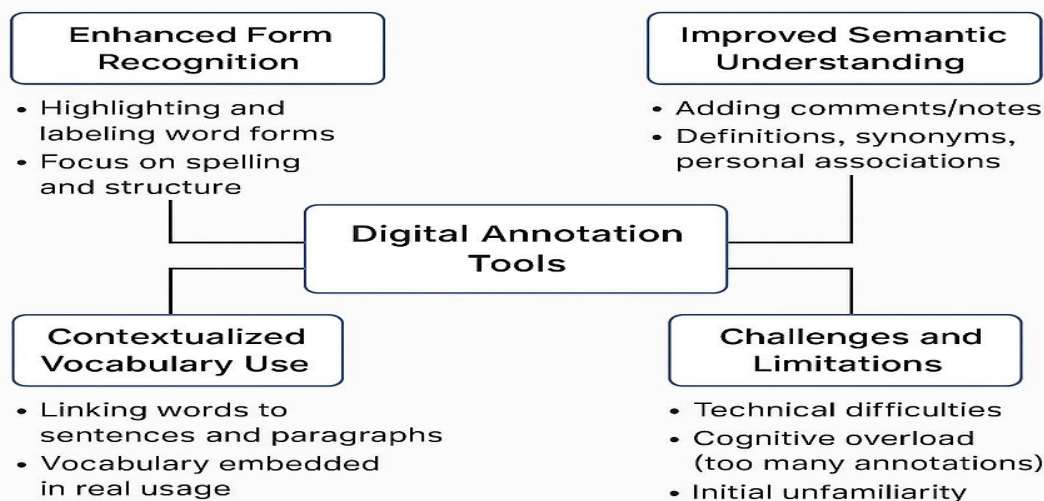 Enhanced Form
Recognition
• Highlighting and
labeling word forms
• Focus on spelling
and structure
Improved Semantic
Understanding
• Adding comments/notes
• Definitions, synonyms,
personal associations
Digital Annotation
Tools
Contextualized
Vocabulary Use
• Linking words to
sentences and paragraphs
• Vocabulary embedded
in real usage
Challenges and
Limitations
• Technical difficulties
• Cognitive overload
(too many annotations)
• Initial unfamiliarity